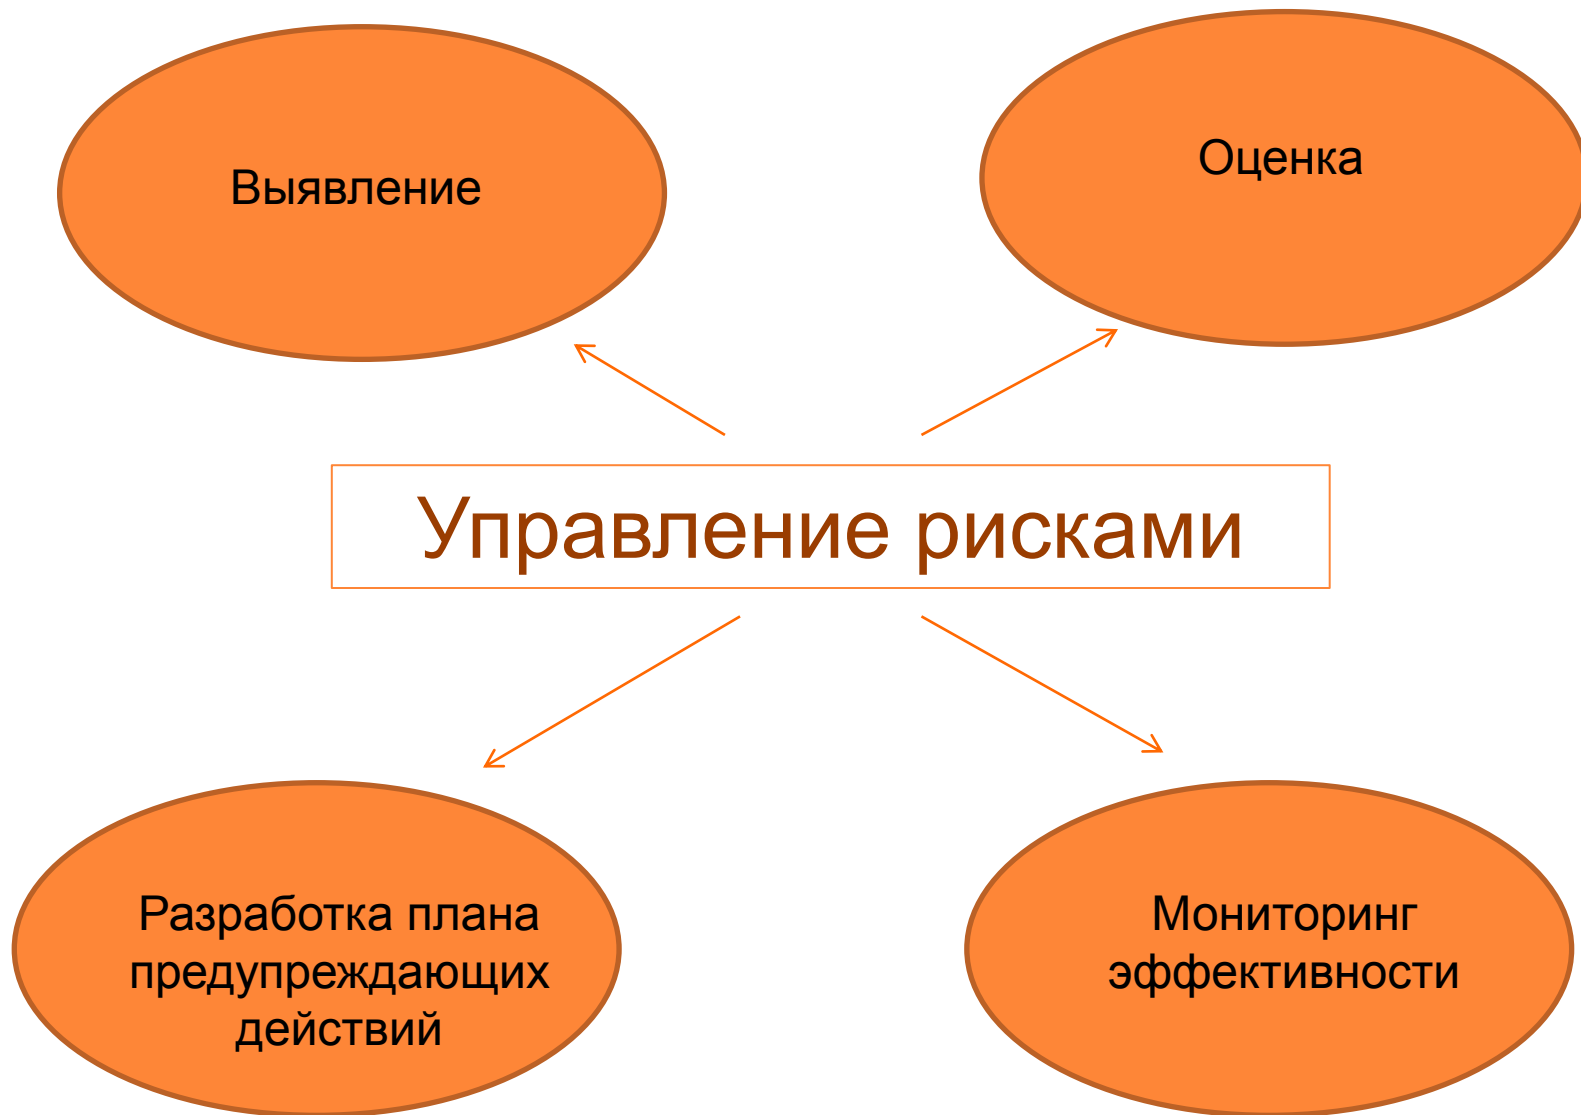 Выявление
Оценка
Управление рисками
Разработка плана
предупреждающих
действий
Мониторинг
эффективности